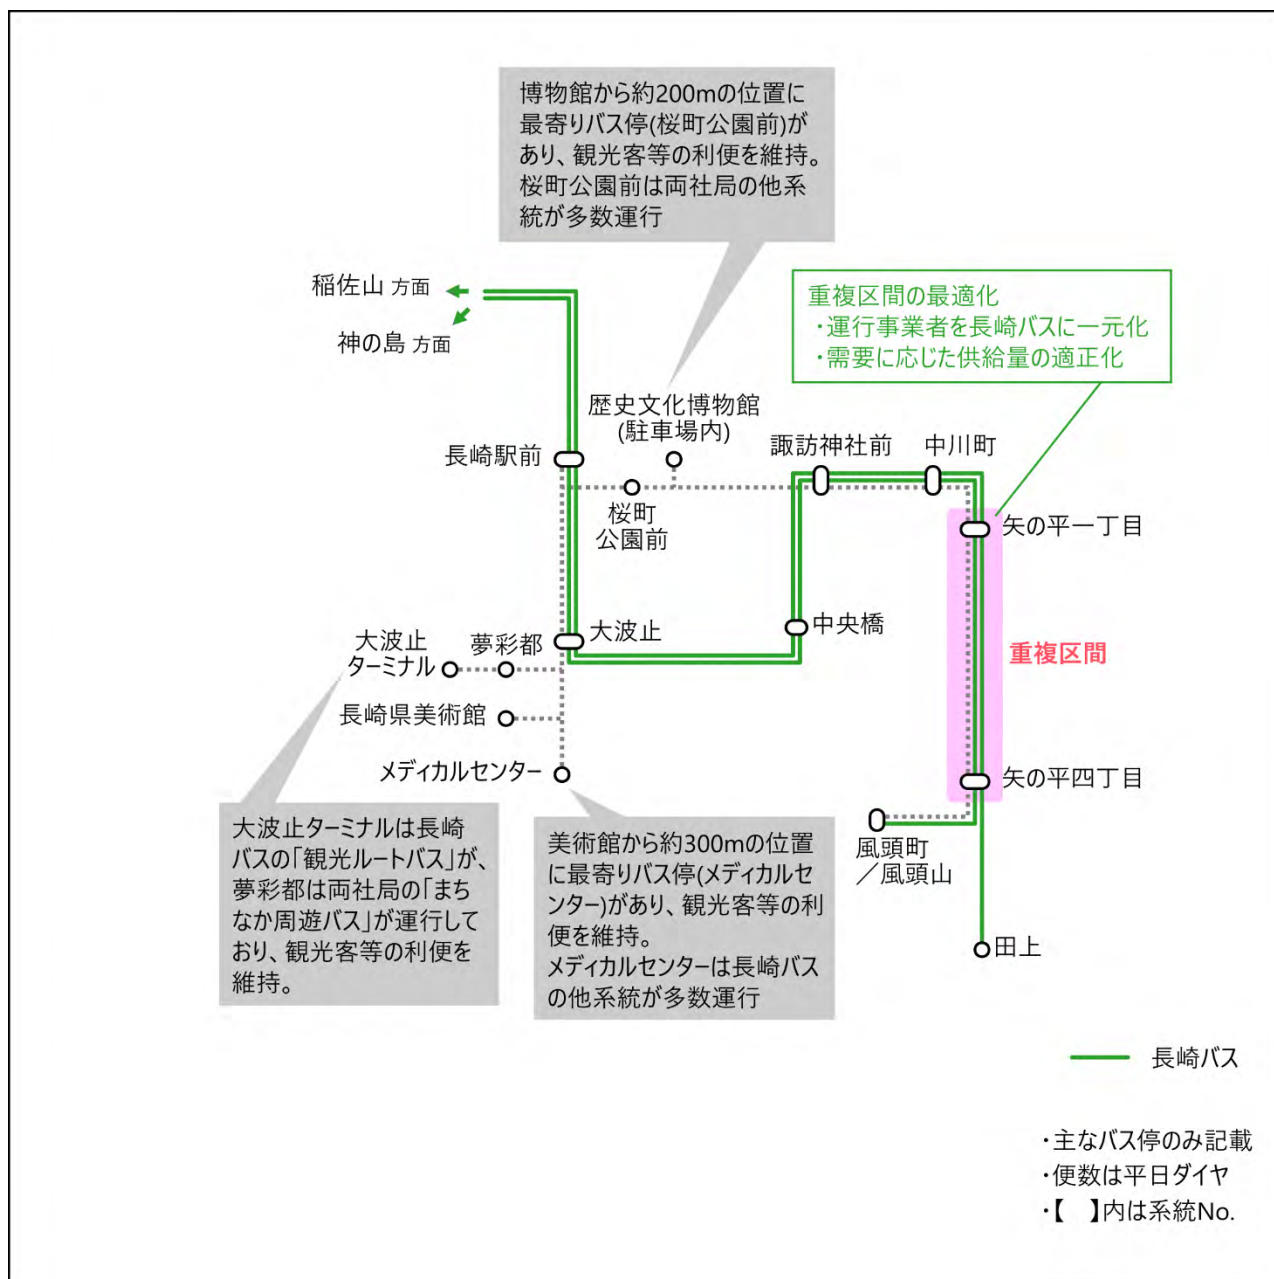 博物館から約200mの位置に
最寄りバス停(桜町公園前)が
あり、観光客等の利便を維持。
桜町公園前は両社局の他系
統が多数運行
稲佐山 方面
神の島 方面
重複区間の最適化
・運行事業者を長崎バスに一元化
・需要に応じた供給量の適正化
歴史文化博物館
(駐車場内)
長崎駅前
諏訪神社前
中川町
桜町
公園前
矢の平一丁目
大波止
ターミナル
夢彩都
大波止
中央橋
重複区間
長崎県美術館
メディカルセンター
矢の平四丁目
大波止ターミナルは長崎
バスの「観光ルートバス」が、
夢彩都は両社局の「まち
なか周遊バス」が運行して
おり、観光客等の利便を
維持。
美術館から約300mの位置
に最寄りバス停(メディカルセ
ンター)があり、観光客等の利
便を維持。
メディカルセンターは長崎バス
の他系統が多数運行
風頭町
／風頭山
田上
長崎バス
・主なバス停のみ記載
・便数は平日ダイヤ
・【　】内は系統No.